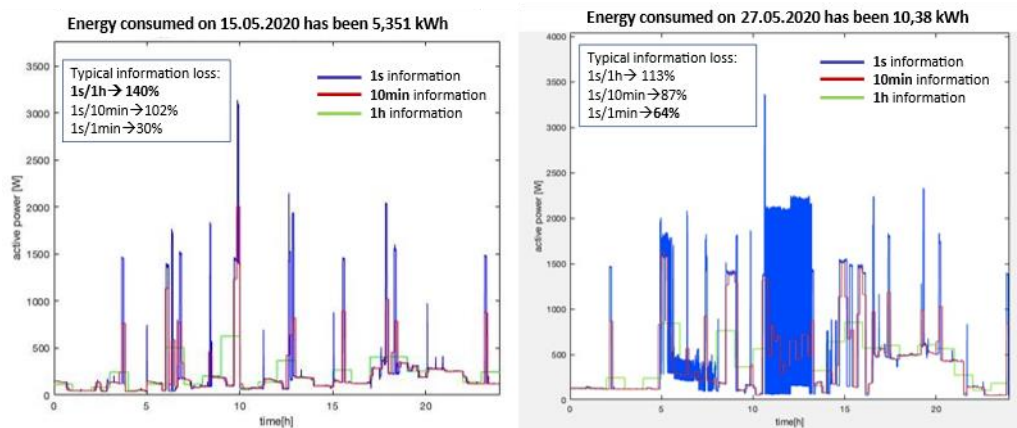 Energy consumed on 15.05.2020 has been 5,351 kWh
Typical information loss:
1s/1h→ 140%
1s/10min→102%
1s/1min→30%
1s information
10min information
1h information
3500
3000
2500
2000
1500
1000
500
0
active power [W]
0
5
10
15
20
time[h]
Energy consumed on 27.05.2020 has been 10,38 kWh
Typical information loss:
1s/1h→ 113%
1s/10min→87%
1s/1min→64%
1s information
10min information
1h information
4000
3500
3000
2500
2000
1500
1000
500
0
active power [W]
0
5
10
15
20
time[h]